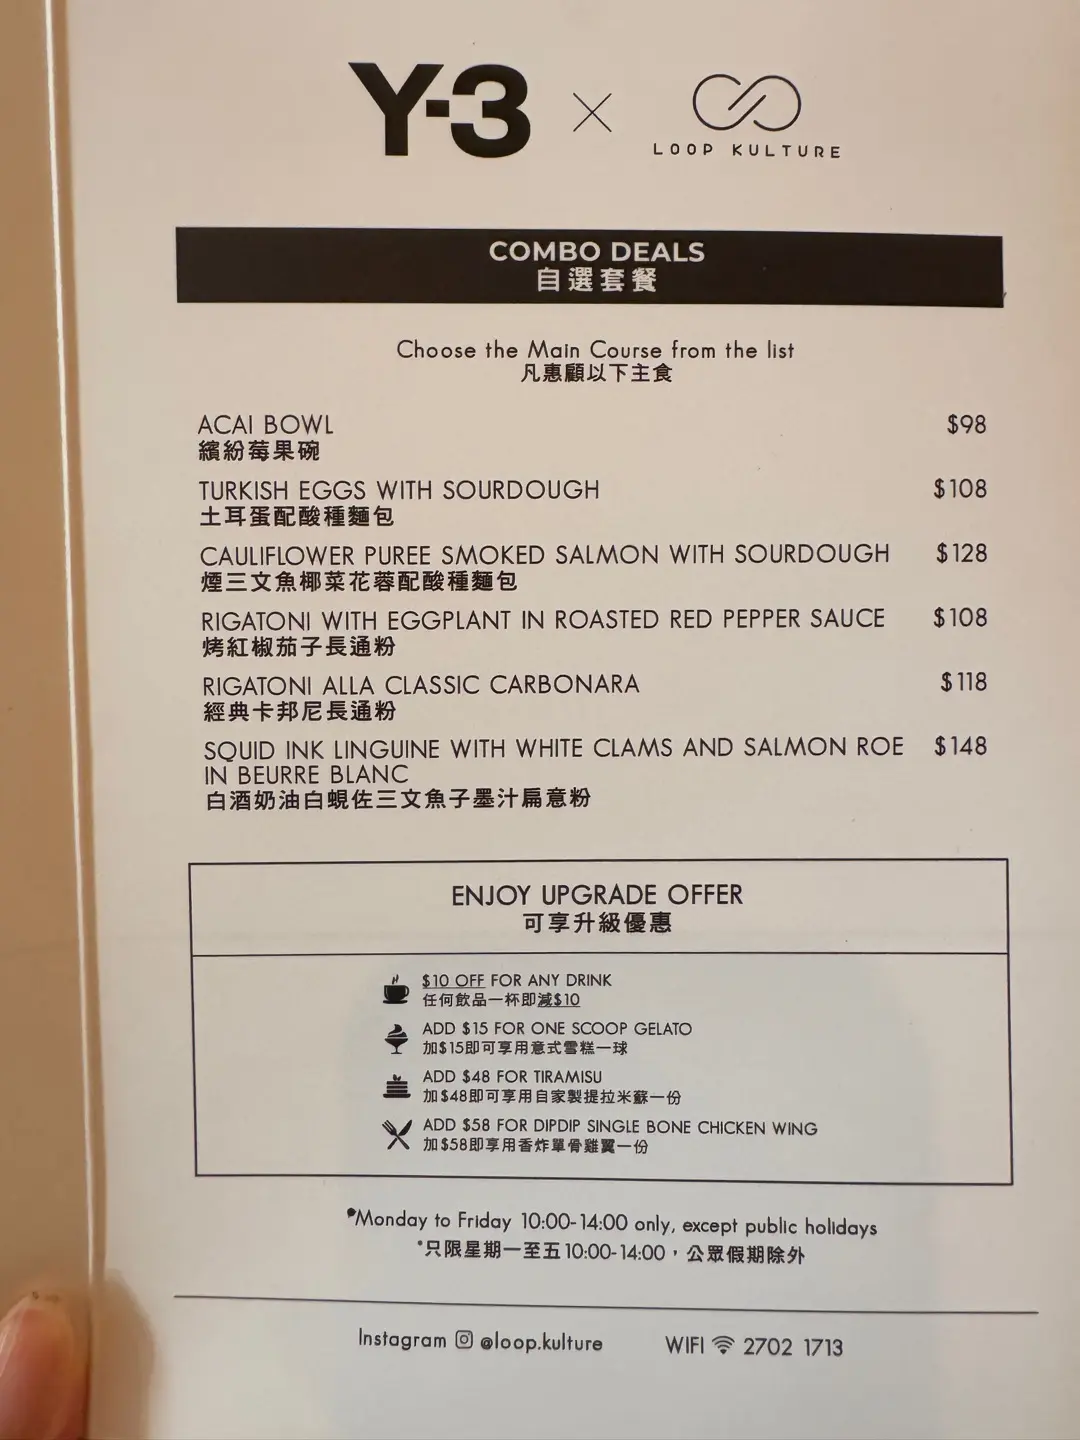 Y-3 × LOOP KULTURE
COMBO DEALS
自選套餐
Choose the Main Course from the list
凡惠顧以下主食
ACAI BOWL $98
繽紛莓果碗
TURKISH EGGS WITH SOURDOUGH $108
土耳蛋配酸種麵包
CAULIFLOWER PUREE SMOKED SALMON WITH SOURDOUGH $128
煙三文魚椰菜花蓉配酸種麵包
RIGATONI WITH EGGPLANT IN ROASTED RED PEPPER SAUCE $108
烤紅椒茄子長通粉
RIGATONI ALLA CLASSIC CARBONARA $118
經典卡邦尼長通粉
SQUID INK LINGUINE WITH WHITE CLAMS AND SALMON ROE $148
IN BEURRE BLANC
白酒奶油白蜆佐三文魚子墨汁扁意粉
ENJOY UPGRADE OFFER
可享升級優惠
$10 OFF FOR ANY DRINK
任何飲品一杯即減$10
ADD $15 FOR ONE SCOOP GELATO
加$15即可享用意式雪糕一球
ADD $48 FOR TIRAMISU
加$48即可享用自家製提拉米蘇一份
ADD $58 FOR DIPDIP SINGLE BONE CHICKEN WING
加$58即享用香炸單骨雞翼一份
*Monday to Friday 10:00-14:00 only, except public holidays
*只限星期一至五10:00-14:00，公眾假期除外
Instagram @loop.kulture WIFI 2702 1713